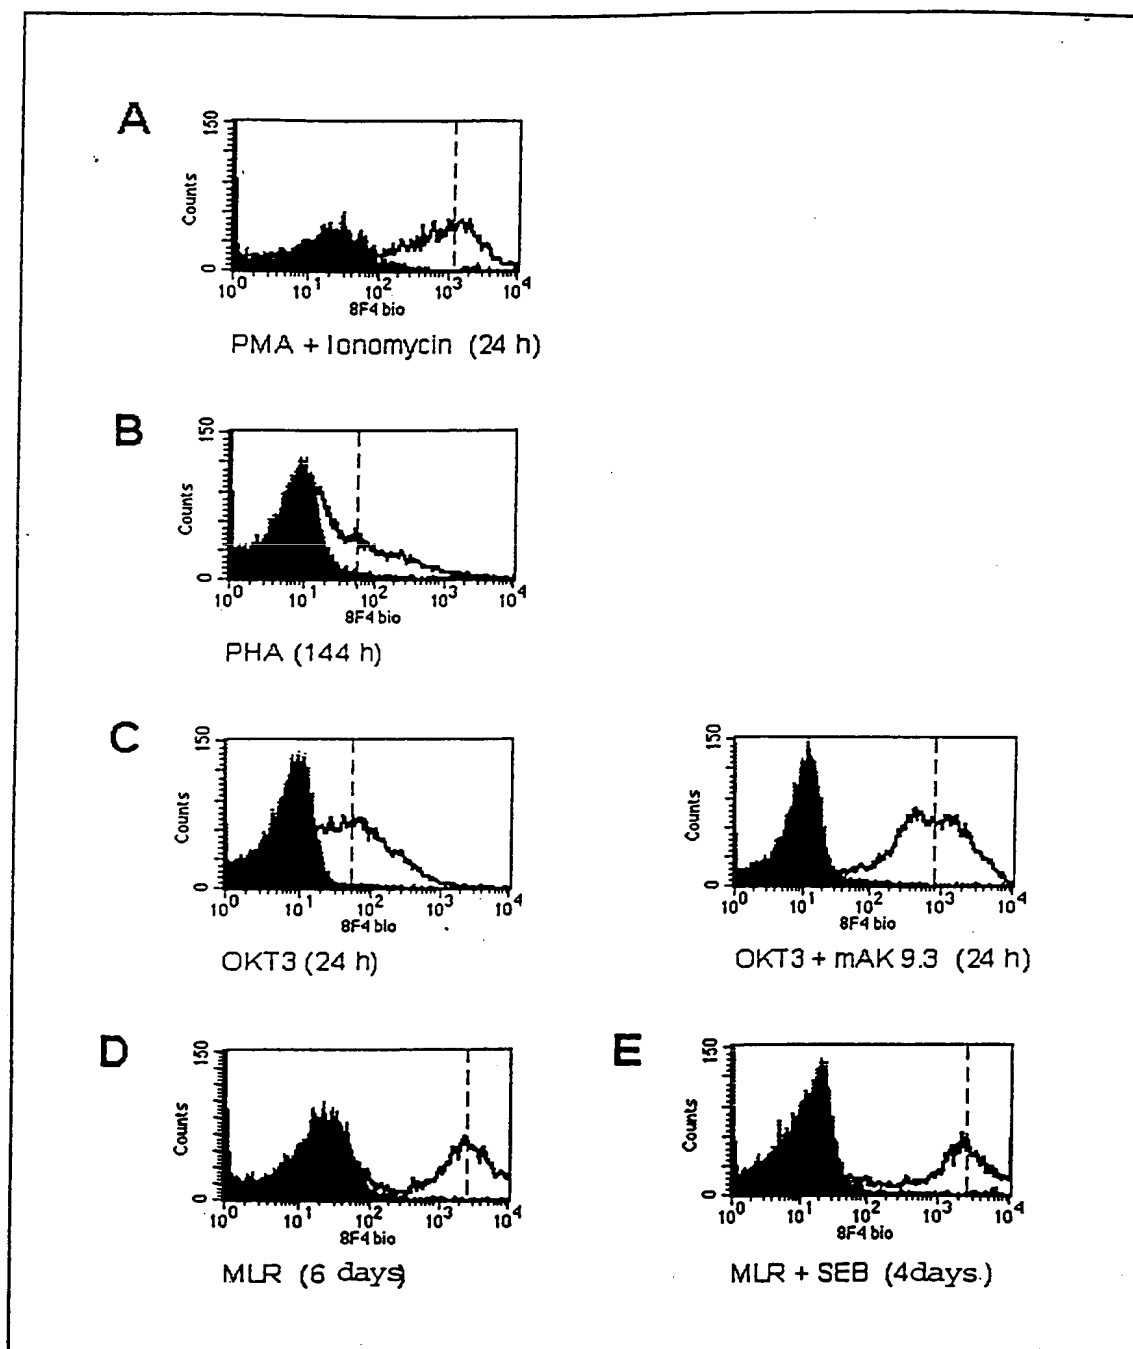 A
150
Counts
0
10^0 10^1 10^2 10^3 10^4
8F4 bio
PMA + Ionomycin (24 h)
B
150
Counts
0
10^0 10^1 10^2 10^3 10^4
8F4 bio
PHA (144 h)
C
150
Counts
0
10^0 10^1 10^2 10^3 10^4
8F4 bio
OKT3 (24 h)
150
Counts
0
10^0 10^1 10^2 10^3 10^4
8F4 bio
OKT3 + mAK 9.3 (24 h)
D
150
Counts
0
10^0 10^1 10^2 10^3 10^4
8F4 bio
MLR (6 days)
E
150
Counts
0
10^0 10^1 10^2 10^3 10^4
8F4 bio
MLR + SEB (4days.)